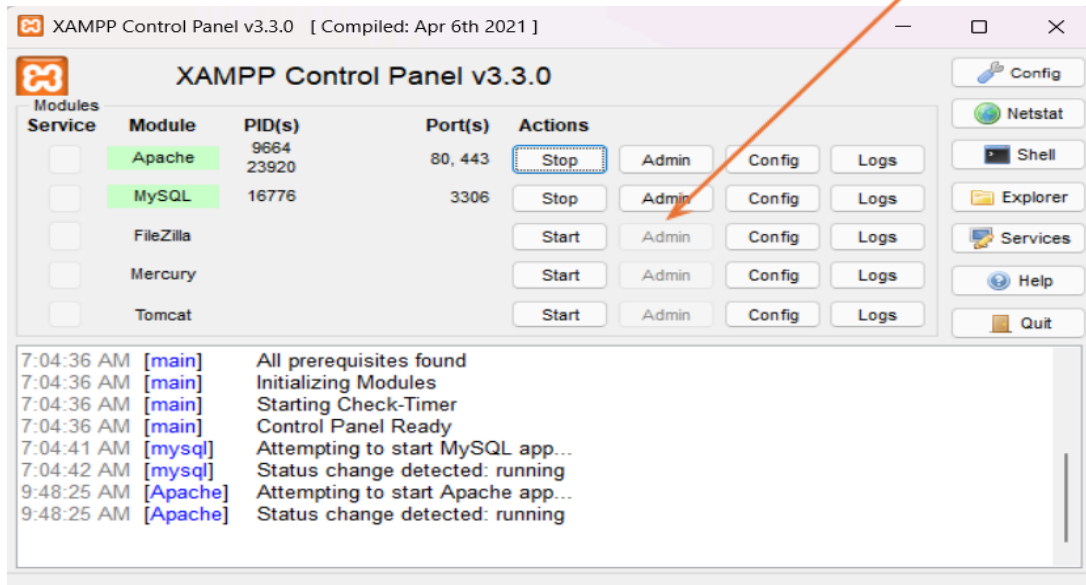 XAMPP Control Panel v3.3.0 [ Compiled: Apr 6th 2021 ]
XAMPP Control Panel v3.3.0
Config
Modules
Service Module PID(s) Port(s) Actions
Netstat
Apache 9664 23920 80, 443 Stop Admin Config Logs
Shell
MySQL 16776 3306 Stop Admin Config Logs
Explorer
FileZilla Start Admin Config Logs
Services
Mercury Start Admin Config Logs
Help
Tomcat Start Admin Config Logs
Quit
7:04:36 AM [main] All prerequisites found
7:04:36 AM [main] Initializing Modules
7:04:36 AM [main] Starting Check-Timer
7:04:36 AM [main] Control Panel Ready
7:04:41 AM [mysql] Attempting to start MySQL app...
7:04:42 AM [mysql] Status change detected: running
9:48:25 AM [Apache] Attempting to start Apache app...
9:48:25 AM [Apache] Status change detected: running